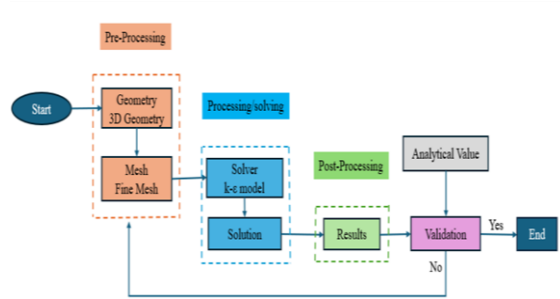 Pre-Processing
Start
Geometry
3D Geometry
Mesh
Fine Mesh
Processing/solving
Solver
k-ε model
Solution
Post-Processing
Results
Analytical Value
Validation
Yes
No
End